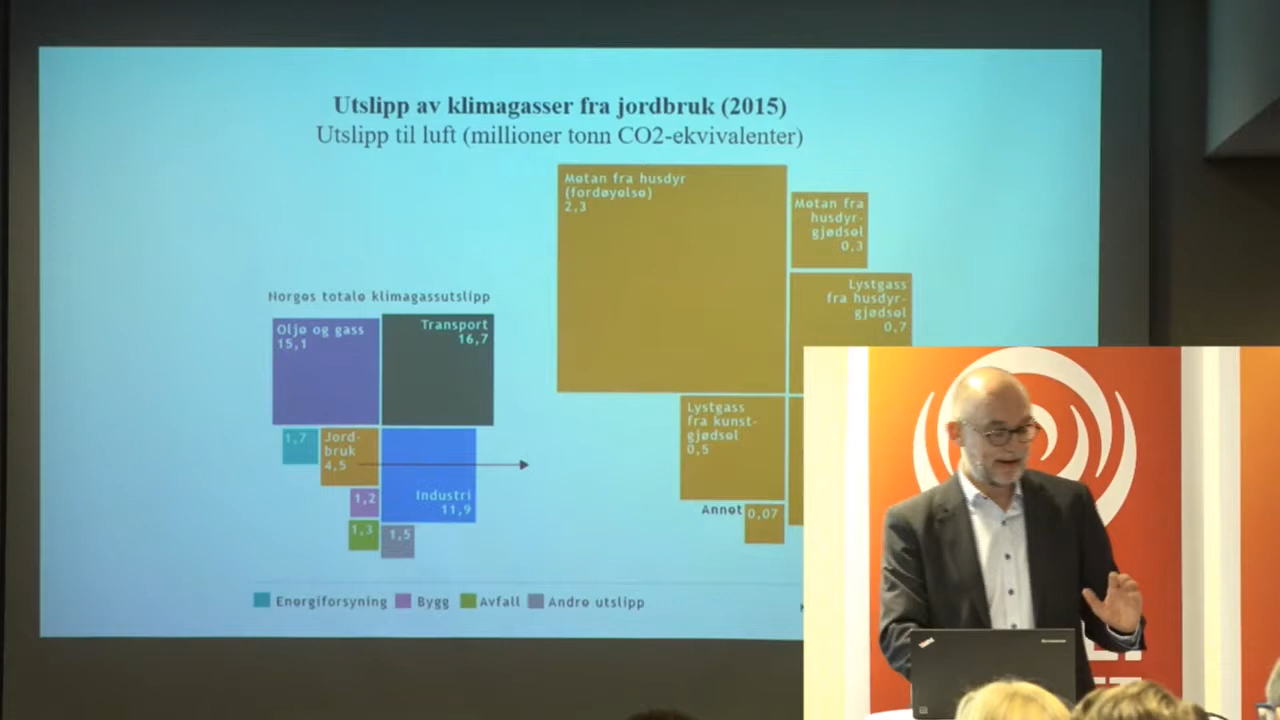 Utslipp av klimagasser fra jordbruk (2015)
Utslipp til luft (millioner tonn CO2-ekvivalenter)
Metan fra husdyr
(fordøyelse)
2,3
Metan fra
husdyr-
gjødsel
0,3
Lystgass
fra husdyr-
gjødsel
0,7
Norges totale klimagassutslipp
Olje og gass
15,1
Transport
16,7
1,7
Jord-
bruk
4,5
Industri
11,9
1,2
1,3
1,5
Lystgass
fra kunst-
gjødsel
0,5
Annet 0,07
Energiforsyning Bygg Avfall Andre utslipp